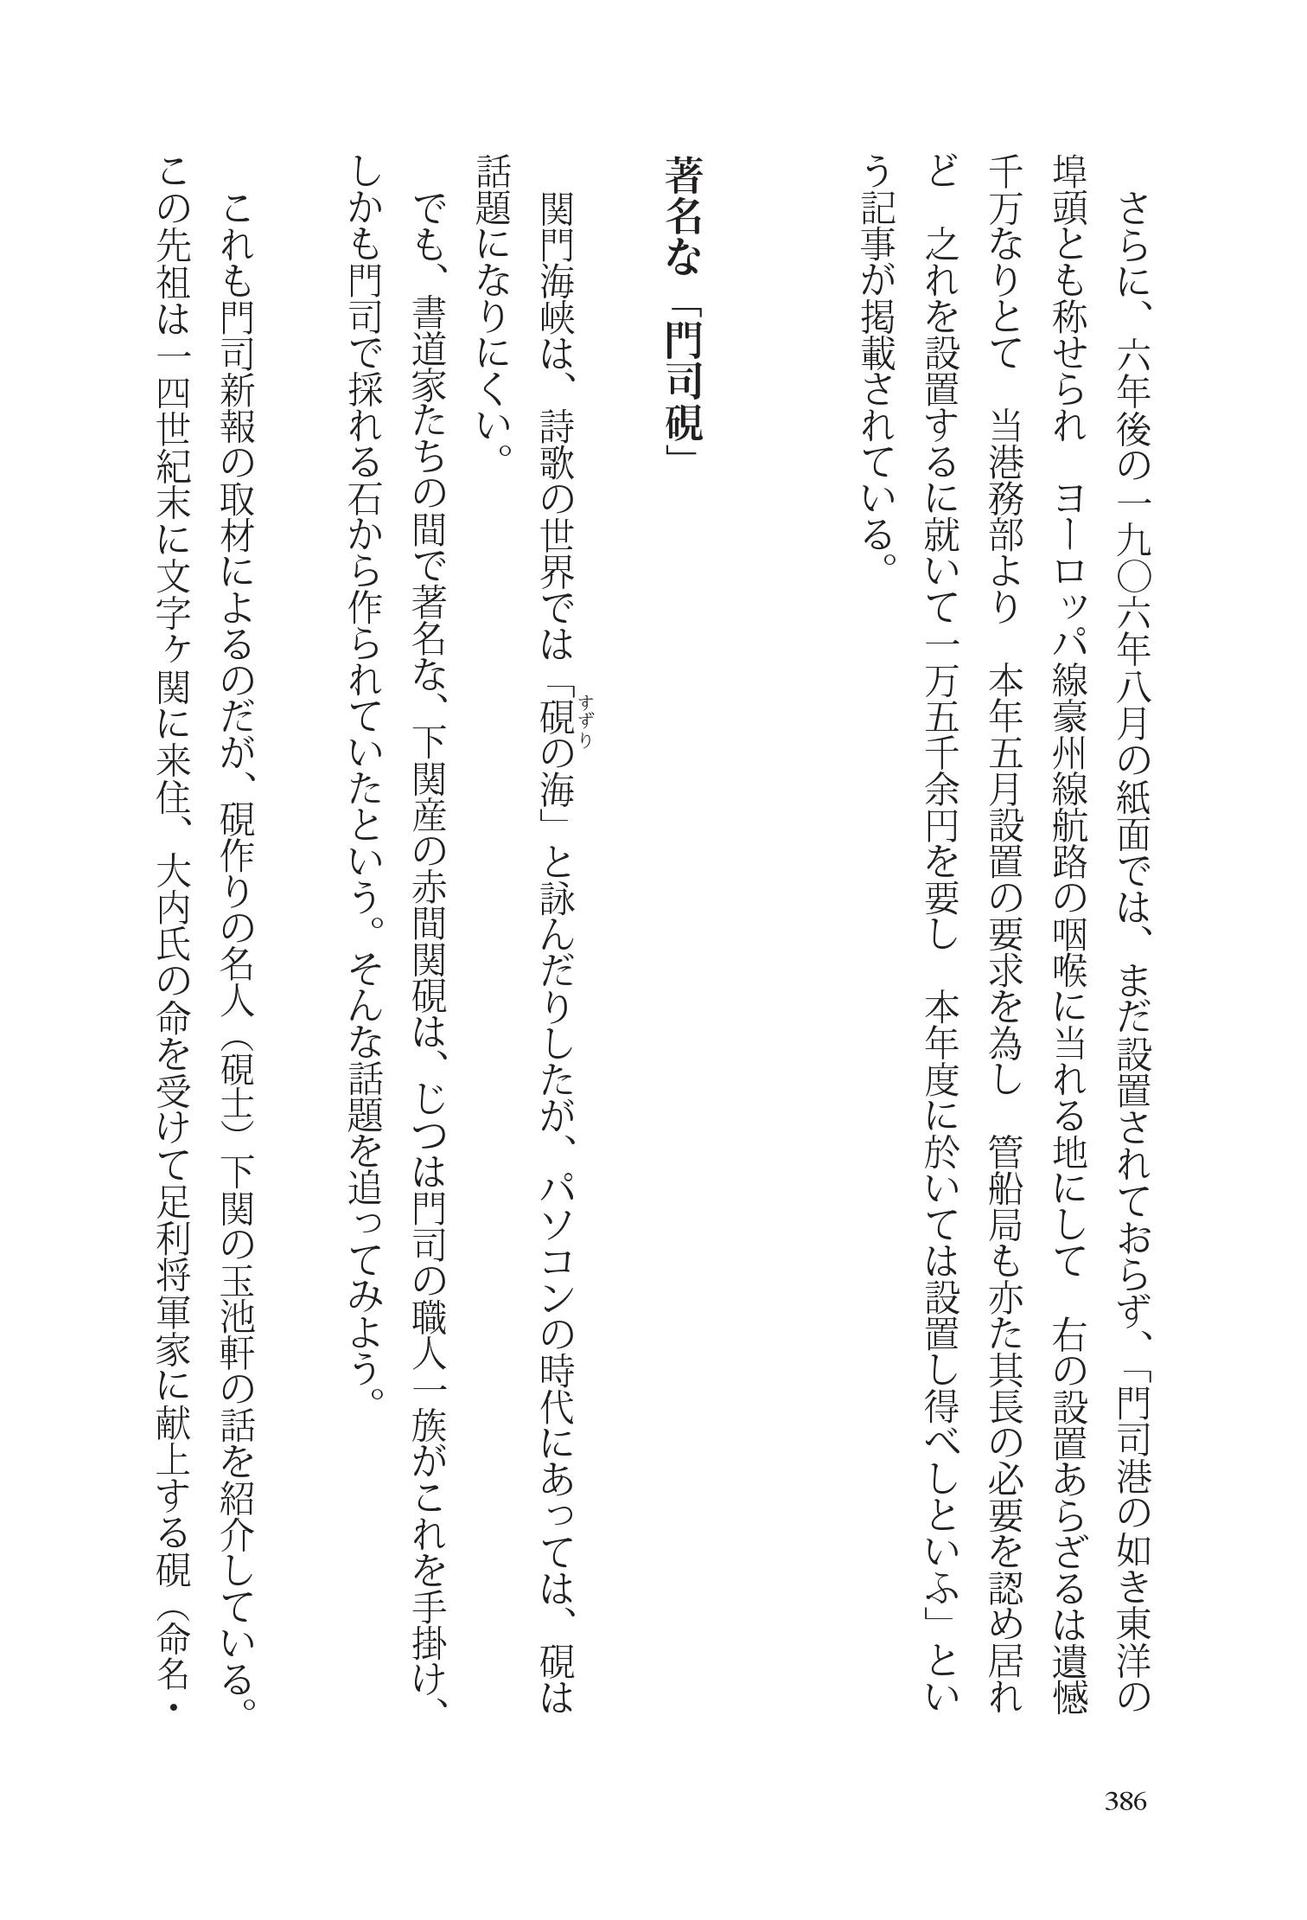 さらに、六年後の一九〇六年八月の紙面では、まだ設置されておらず、「門司港の如き東洋の
埠頭とも称せられ　ヨーロッパ線豪州線航路の咽喉に当れる地にして　右の設置あらざるは遺憾
千万なりとて　当港務部より　本年五月設置の要求を為し　管船局も亦た其長の必要を認め居れ
ど　之れを設置するに就いて一万五千余円を要し　本年度に於いては設置し得べしといふ」とい
う記事が掲載されている。
著名な「門司硯」
　関門海峡は、詩歌の世界では「硯の海」と詠んだりしたが、パソコンの時代にあっては、硯は
すずり
話題になりにくい。
　でも、書道家たちの間で著名な、下関産の赤間関硯は、じつは門司の職人一族がこれを手掛け、
しかも門司で採れる石から作られていたという。そんな話題を追ってみよう。
　これも門司新報の取材によるのだが、硯作りの名人（硯士）下関の玉池軒の話を紹介している。
この先祖は一四世紀末に文字ヶ関に来住、大内氏の命を受けて足利将軍家に献上する硯（命名・
386